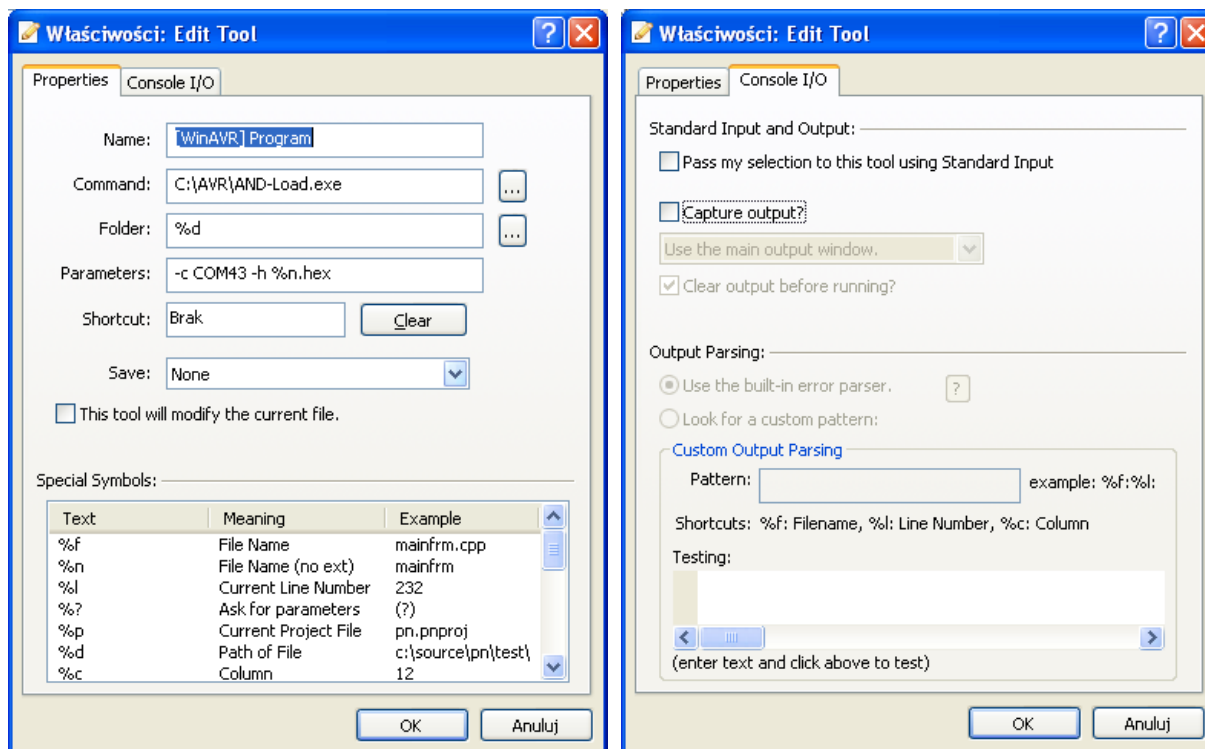 Właściwości: Edit Tool
Properties
Console I/O
Name:
[WinAVR] Program
Command:
C:\AVR\AND-Load.exe
...
Folder:
%d
...
Parameters:
-c COM43 -h %n.hex
Shortcut:
Brak
Clear
Save:
None
This tool will modify the current file.
Special Symbols:
Text Meaning Example
%f File Name mainfrm.cpp
%n File Name (no ext) mainfrm
%l Current Line Number 232
%? Ask for parameters (?)
%p Current Project File pn.pnproj
%d Path of File c:\source\pn\test\
%c Column 12
OK
Anuluj
Właściwości: Edit Tool
Properties
Console I/O
Standard Input and Output:
Pass my selection to this tool using Standard Input
Capture output?
Use the main output window.
Clear output before running?
Output Parsing:
Use the built-in error parser.
?
Look for a custom pattern:
Custom Output Parsing
Pattern:
example: %f:%l:
Shortcuts: %f: Filename, %l: Line Number, %c: Column
Testing:
(enter text and click above to test)
OK
Anuluj